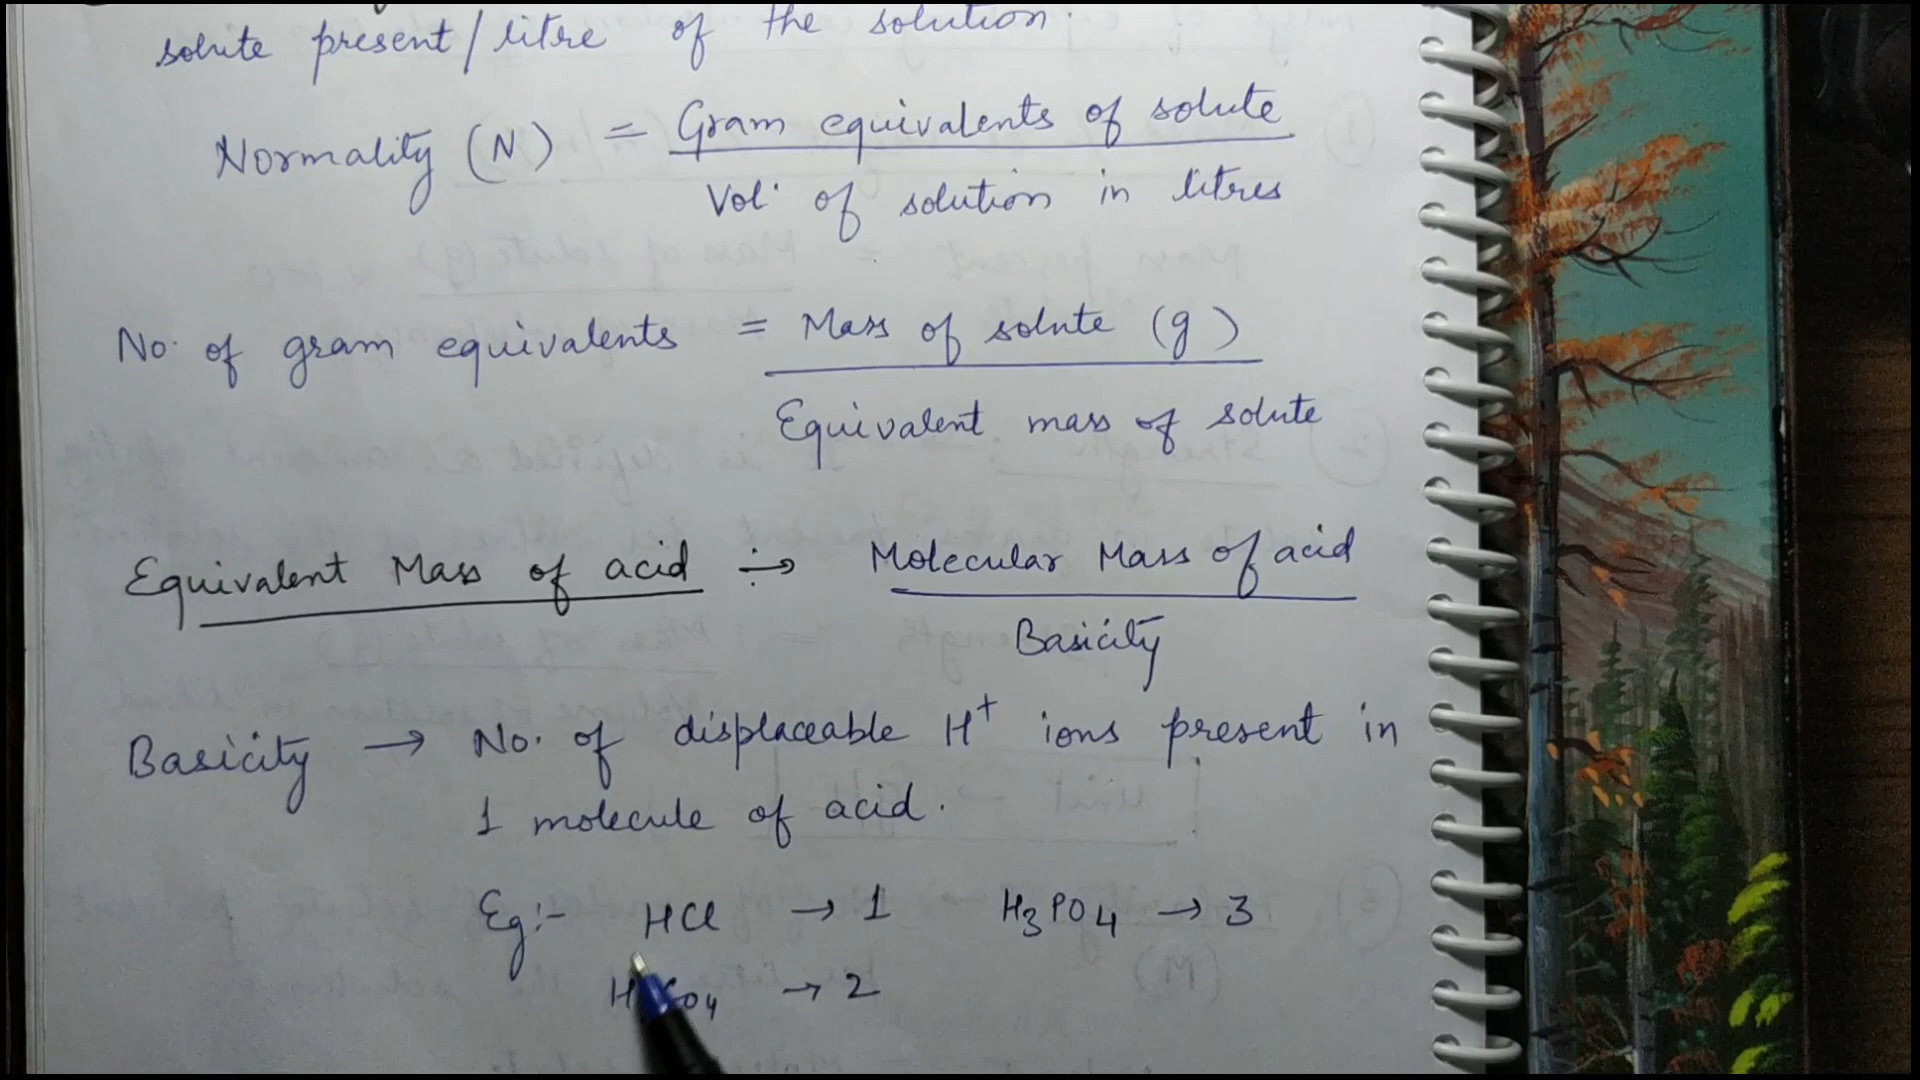 solute present/litre of the solution.
Normality (N) = Gram equivalents of solute
Vol. of solution in litres
No. of gram equivalents = Mass of solute (g)
Equivalent mass of solute
Equivalent Mass of acid ÷→ Molecular Mass of acid
Basicity
Basicity → No. of displaceable H+ ions present in
1 molecule of acid.
Eg:- HCl → 1 H3PO4 → 3
→ 2